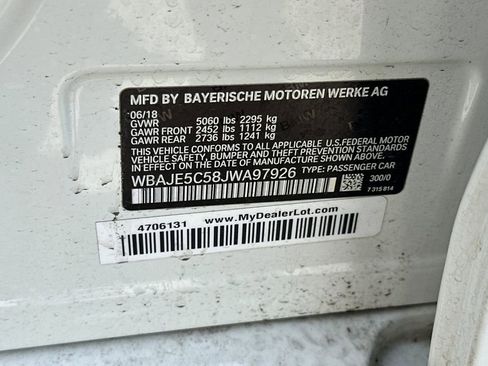 MFD BY BAYERISCHE MOTOREN WERKE AG
06/18
GVWR 5060 lbs 2295 kg
GAWR FRONT 2452 lbs 1112 kg
GAWR REAR 2736 lbs 1241 kg
THIS VEHICLE CONFORMS TO ALL APPLICABLE U.S.FEDERAL MOTOR
VEHICLE SAFETY, BUMPER, AND THEFT PREVENTION STANDARDS
IN EFFECT ON THE DATE OF MANUFACTURE SHOWN ABOVE.
WBAJE5C58JWA97926 TYPE: PASSENGER CAR
300/0
7 315 814
4706131 www.MyDealerLot.com